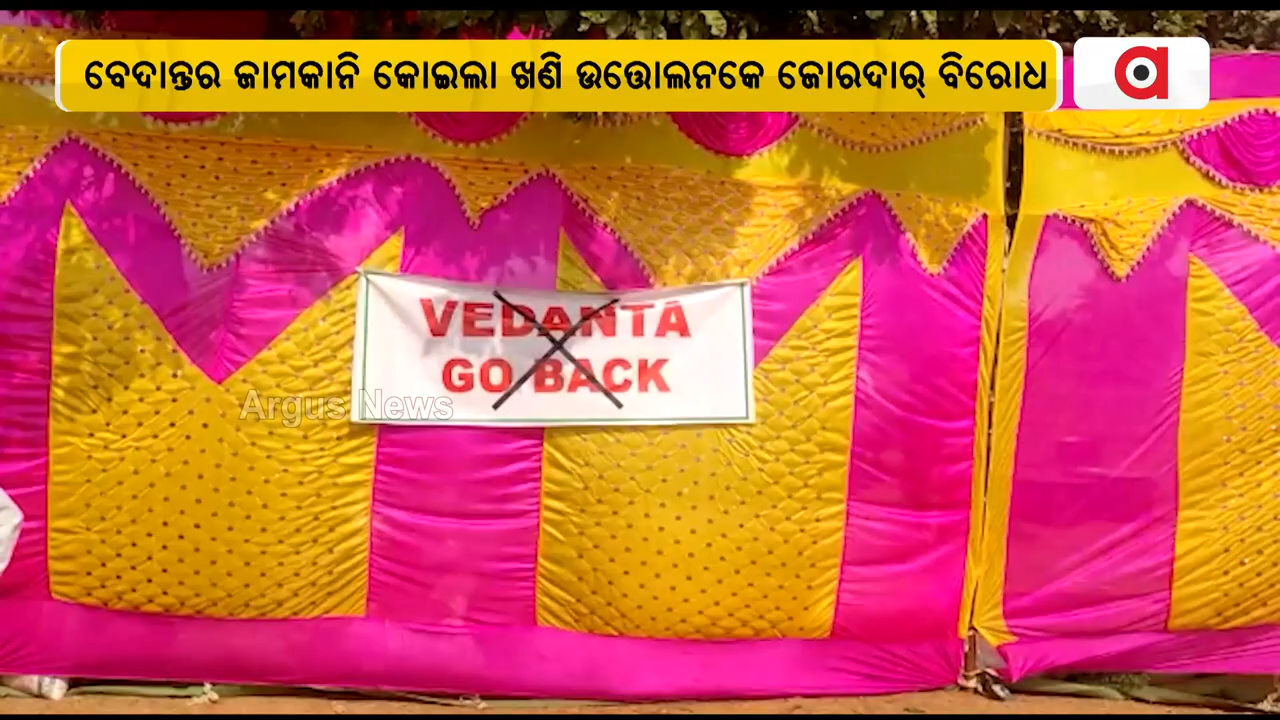 ବେଦାନ୍ତର ଜାମକାନି କୋଇଲା ଖଣି ଉତ୍ତୋଳନକେ ଜୋରଦାର୍ ବିରୋଧ
a
VEDANTA
GO BACK
Argus News